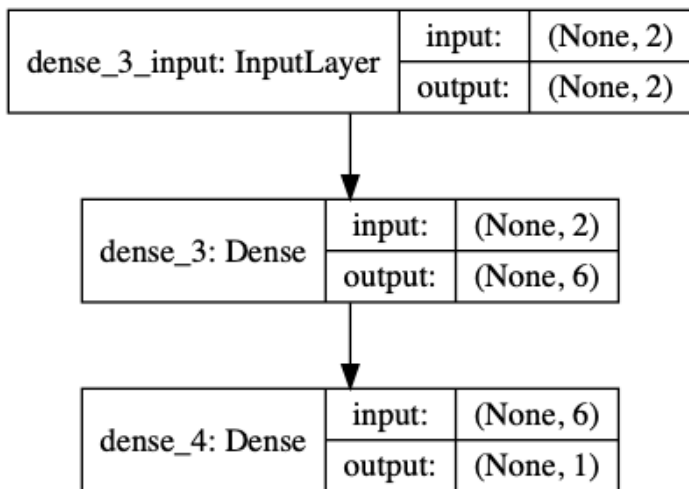 dense_3_input: InputLayer
input: (None, 2)
output: (None, 2)
dense_3: Dense
input: (None, 2)
output: (None, 6)
dense_4: Dense
input: (None, 6)
output: (None, 1)